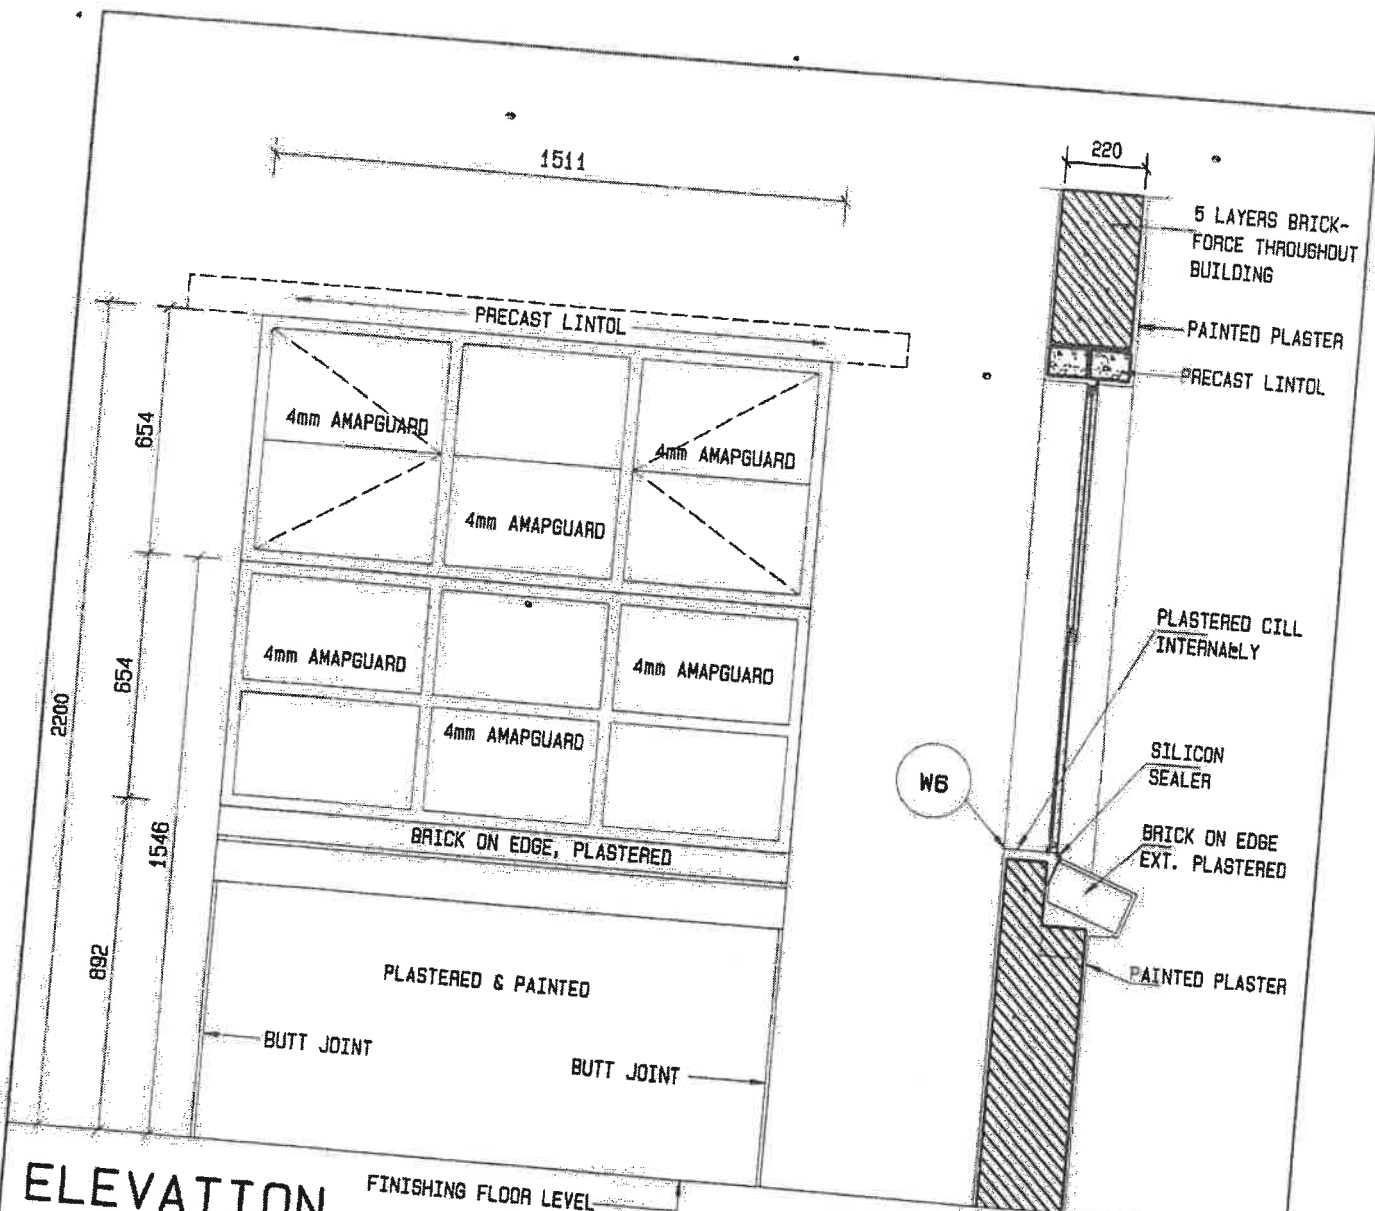 1511
220
5 LAYERS BRICK-
FORCE THROUGHOUT
BUILDING
PRECAST LINTOL
PAINTED PLASTER
PRECAST LINTOL
654
4mm AMAPGUARD
4mm AMAPGUARD
4mm AMAPGUARD
PLASTERED CILL
INTERNALLY
654
4mm AMAPGUARD
4mm AMAPGUARD
2200
4mm AMAPGUARD
SILICON
SEALER
W6
1546
BRICK ON EDGE, PLASTERED
BRICK ON EDGE
EXT. PLASTERED
892
PLASTERED & PAINTED
PAINTED PLASTER
BUTT JOINT
BUTT JOINT
ELEVATION
FINISHING FLOOR LEVEL